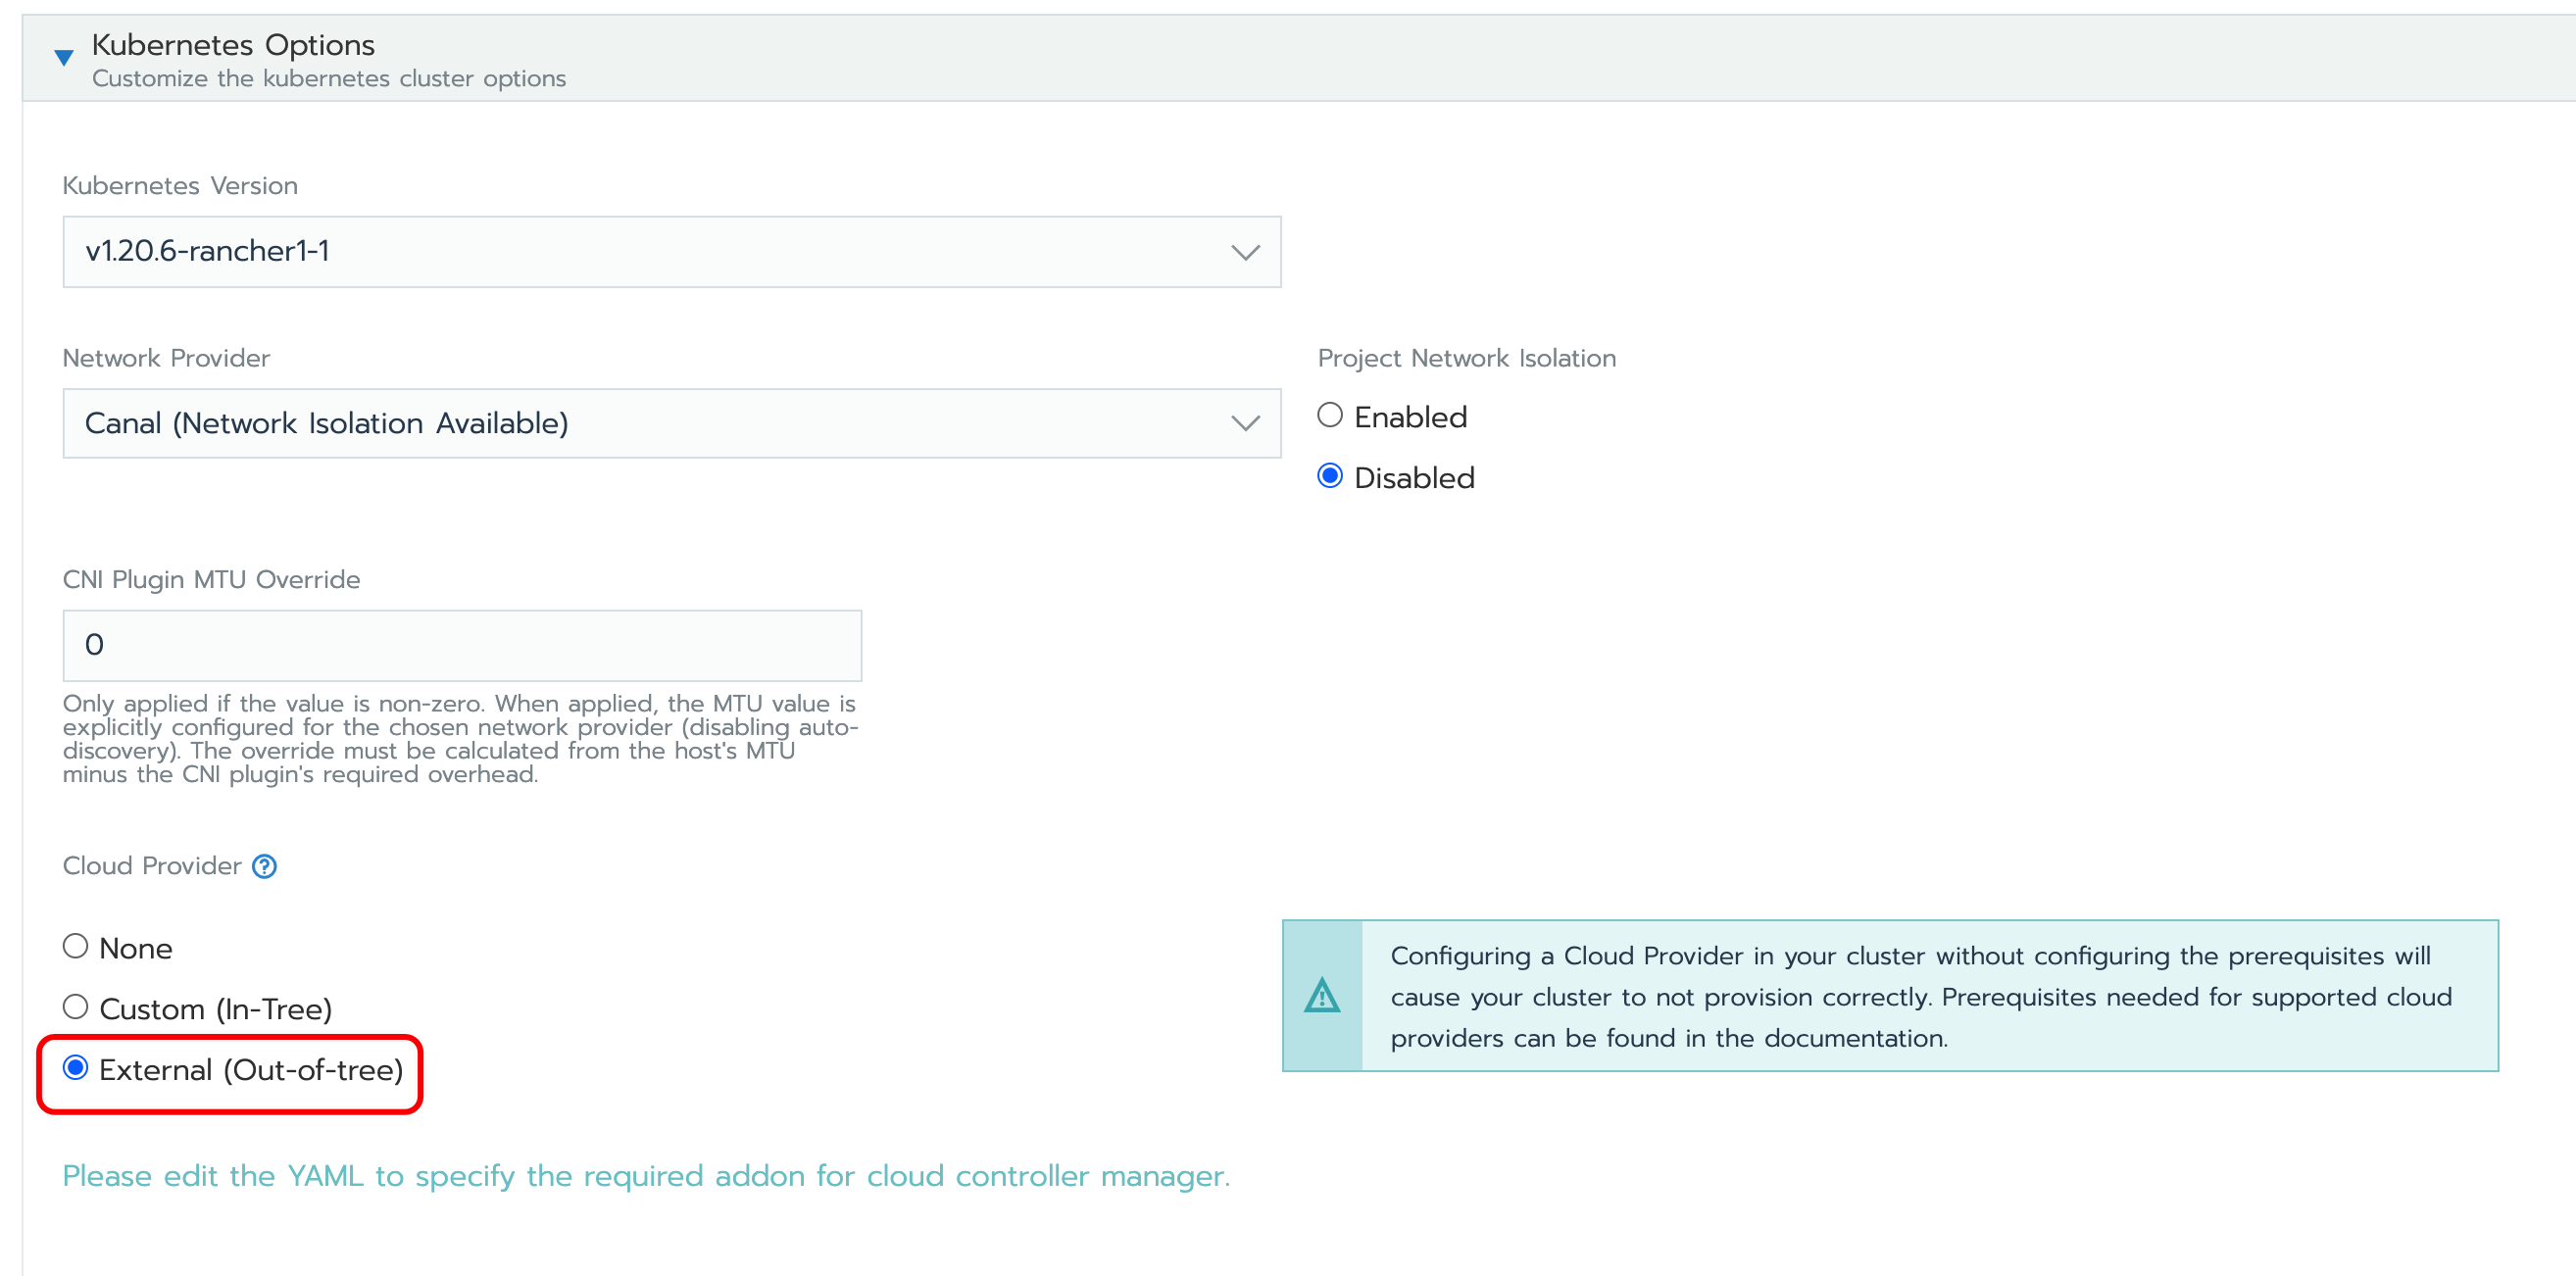 Kubernetes Options
Customize the kubernetes cluster options
Kubernetes Version
v1.20.6-rancher1-1
Network Provider
Canal (Network Isolation Available)
Project Network Isolation
Enabled
Disabled
CNI Plugin MTU Override
0
Only applied if the value is non-zero. When applied, the MTU value is
explicitly configured for the chosen network provider (disabling auto-
discovery). The override must be calculated from the host's MTU
minus the CNI plugin's required overhead.
Cloud Provider
None
Custom (In-Tree)
External (Out-of-tree)
Configuring a Cloud Provider in your cluster without configuring the prerequisites will
cause your cluster to not provision correctly. Prerequisites needed for supported cloud
providers can be found in the documentation.
Please edit the YAML to specify the required addon for cloud controller manager.